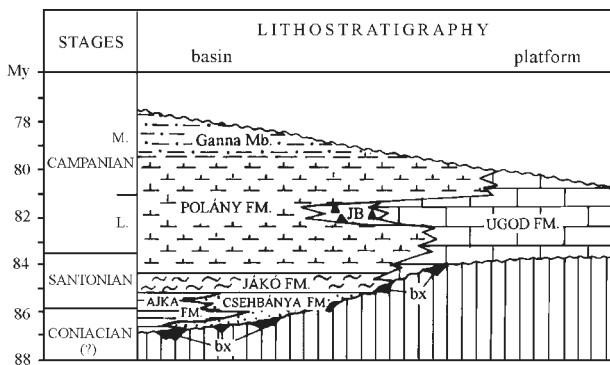 STAGES
LITHOSTRATIGRAPHY
basin
platform
My
78
M.
Ganna Mb.
80
CAMPANIAN
POLÁNY FM.
JB
82
L.
UGOD FM.
84
SANTONIAN
JÁKÓ FM.
bx
AJKA
CSEHBÁNYA FM.
FM.
86
CONIACIAN
(?)
bx
88